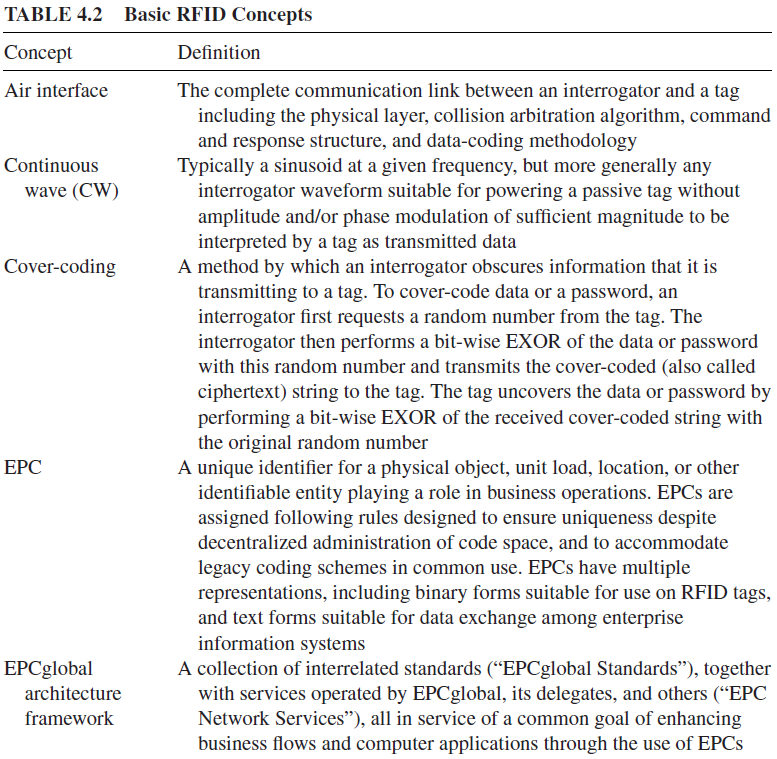 TABLE 4.2 Basic RFID Concepts
Concept Definition
Air interface The complete communication link between an interrogator and a tag
including the physical layer, collision arbitration algorithm, command
and response structure, and data-coding methodology
Continuous Typically a sinusoid at a given frequency, but more generally any
wave (CW) interrogator waveform suitable for powering a passive tag without
amplitude and/or phase modulation of sufficient magnitude to be
interpreted by a tag as transmitted data
Cover-coding A method by which an interrogator obscures information that it is
transmitting to a tag. To cover-code data or a password, an
interrogator first requests a random number from the tag. The
interrogator then performs a bit-wise EXOR of the data or password
with this random number and transmits the cover-coded (also called
ciphertext) string to the tag. The tag uncovers the data or password by
performing a bit-wise EXOR of the received cover-coded string with
the original random number
EPC A unique identifier for a physical object, unit load, location, or other
identifiable entity playing a role in business operations. EPCs are
assigned following rules designed to ensure uniqueness despite
decentralized administration of code space, and to accommodate
legacy coding schemes in common use. EPCs have multiple
representations, including binary forms suitable for use on RFID tags,
and text forms suitable for data exchange among enterprise
information systems
EPCglobal A collection of interrelated standards (“EPCglobal Standards”), together
architecture with services operated by EPCglobal, its delegates, and others (“EPC
framework Network Services”), all in service of a common goal of enhancing
business flows and computer applications through the use of EPCs